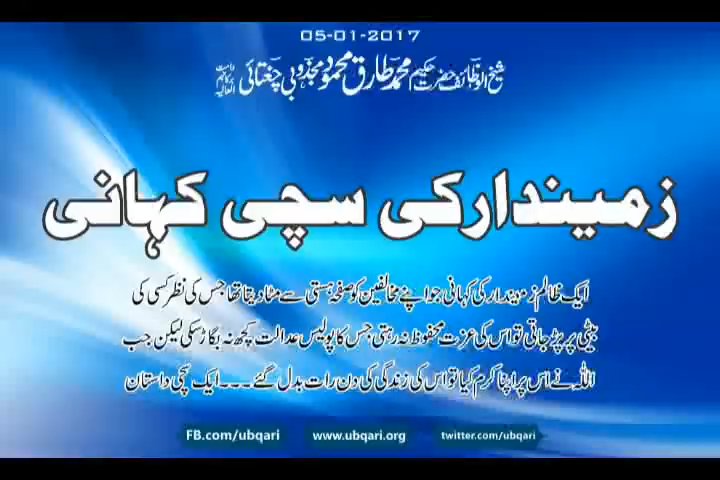 05-01-2017
شیخ الوظائف حضرت حکیم محمد طارق محمود مجذوبی چغتائی دامت برکاتہم العالیہ
زمیندار کی سچی کہانی
ایک ظالم زمیندار کی کہانی جو اپنے مخالفین کو صفحہ ہستی سے مٹا دیتا تھا جس کی نظر کسی کی
بیٹی پر پڑ جاتی تو اس کی عزت محفوظ نہ رہتی جس کا پولیس عدالت کچھ نہ بگاڑ سکی لیکن جب
اللہ نے اس پر اپنا کرم کیا تو اس کی زندگی کی دن رات بدل گئے۔۔۔ ایک سچی داستان
FB.com/ubqari www.ubqari.org twitter.com/ubqari